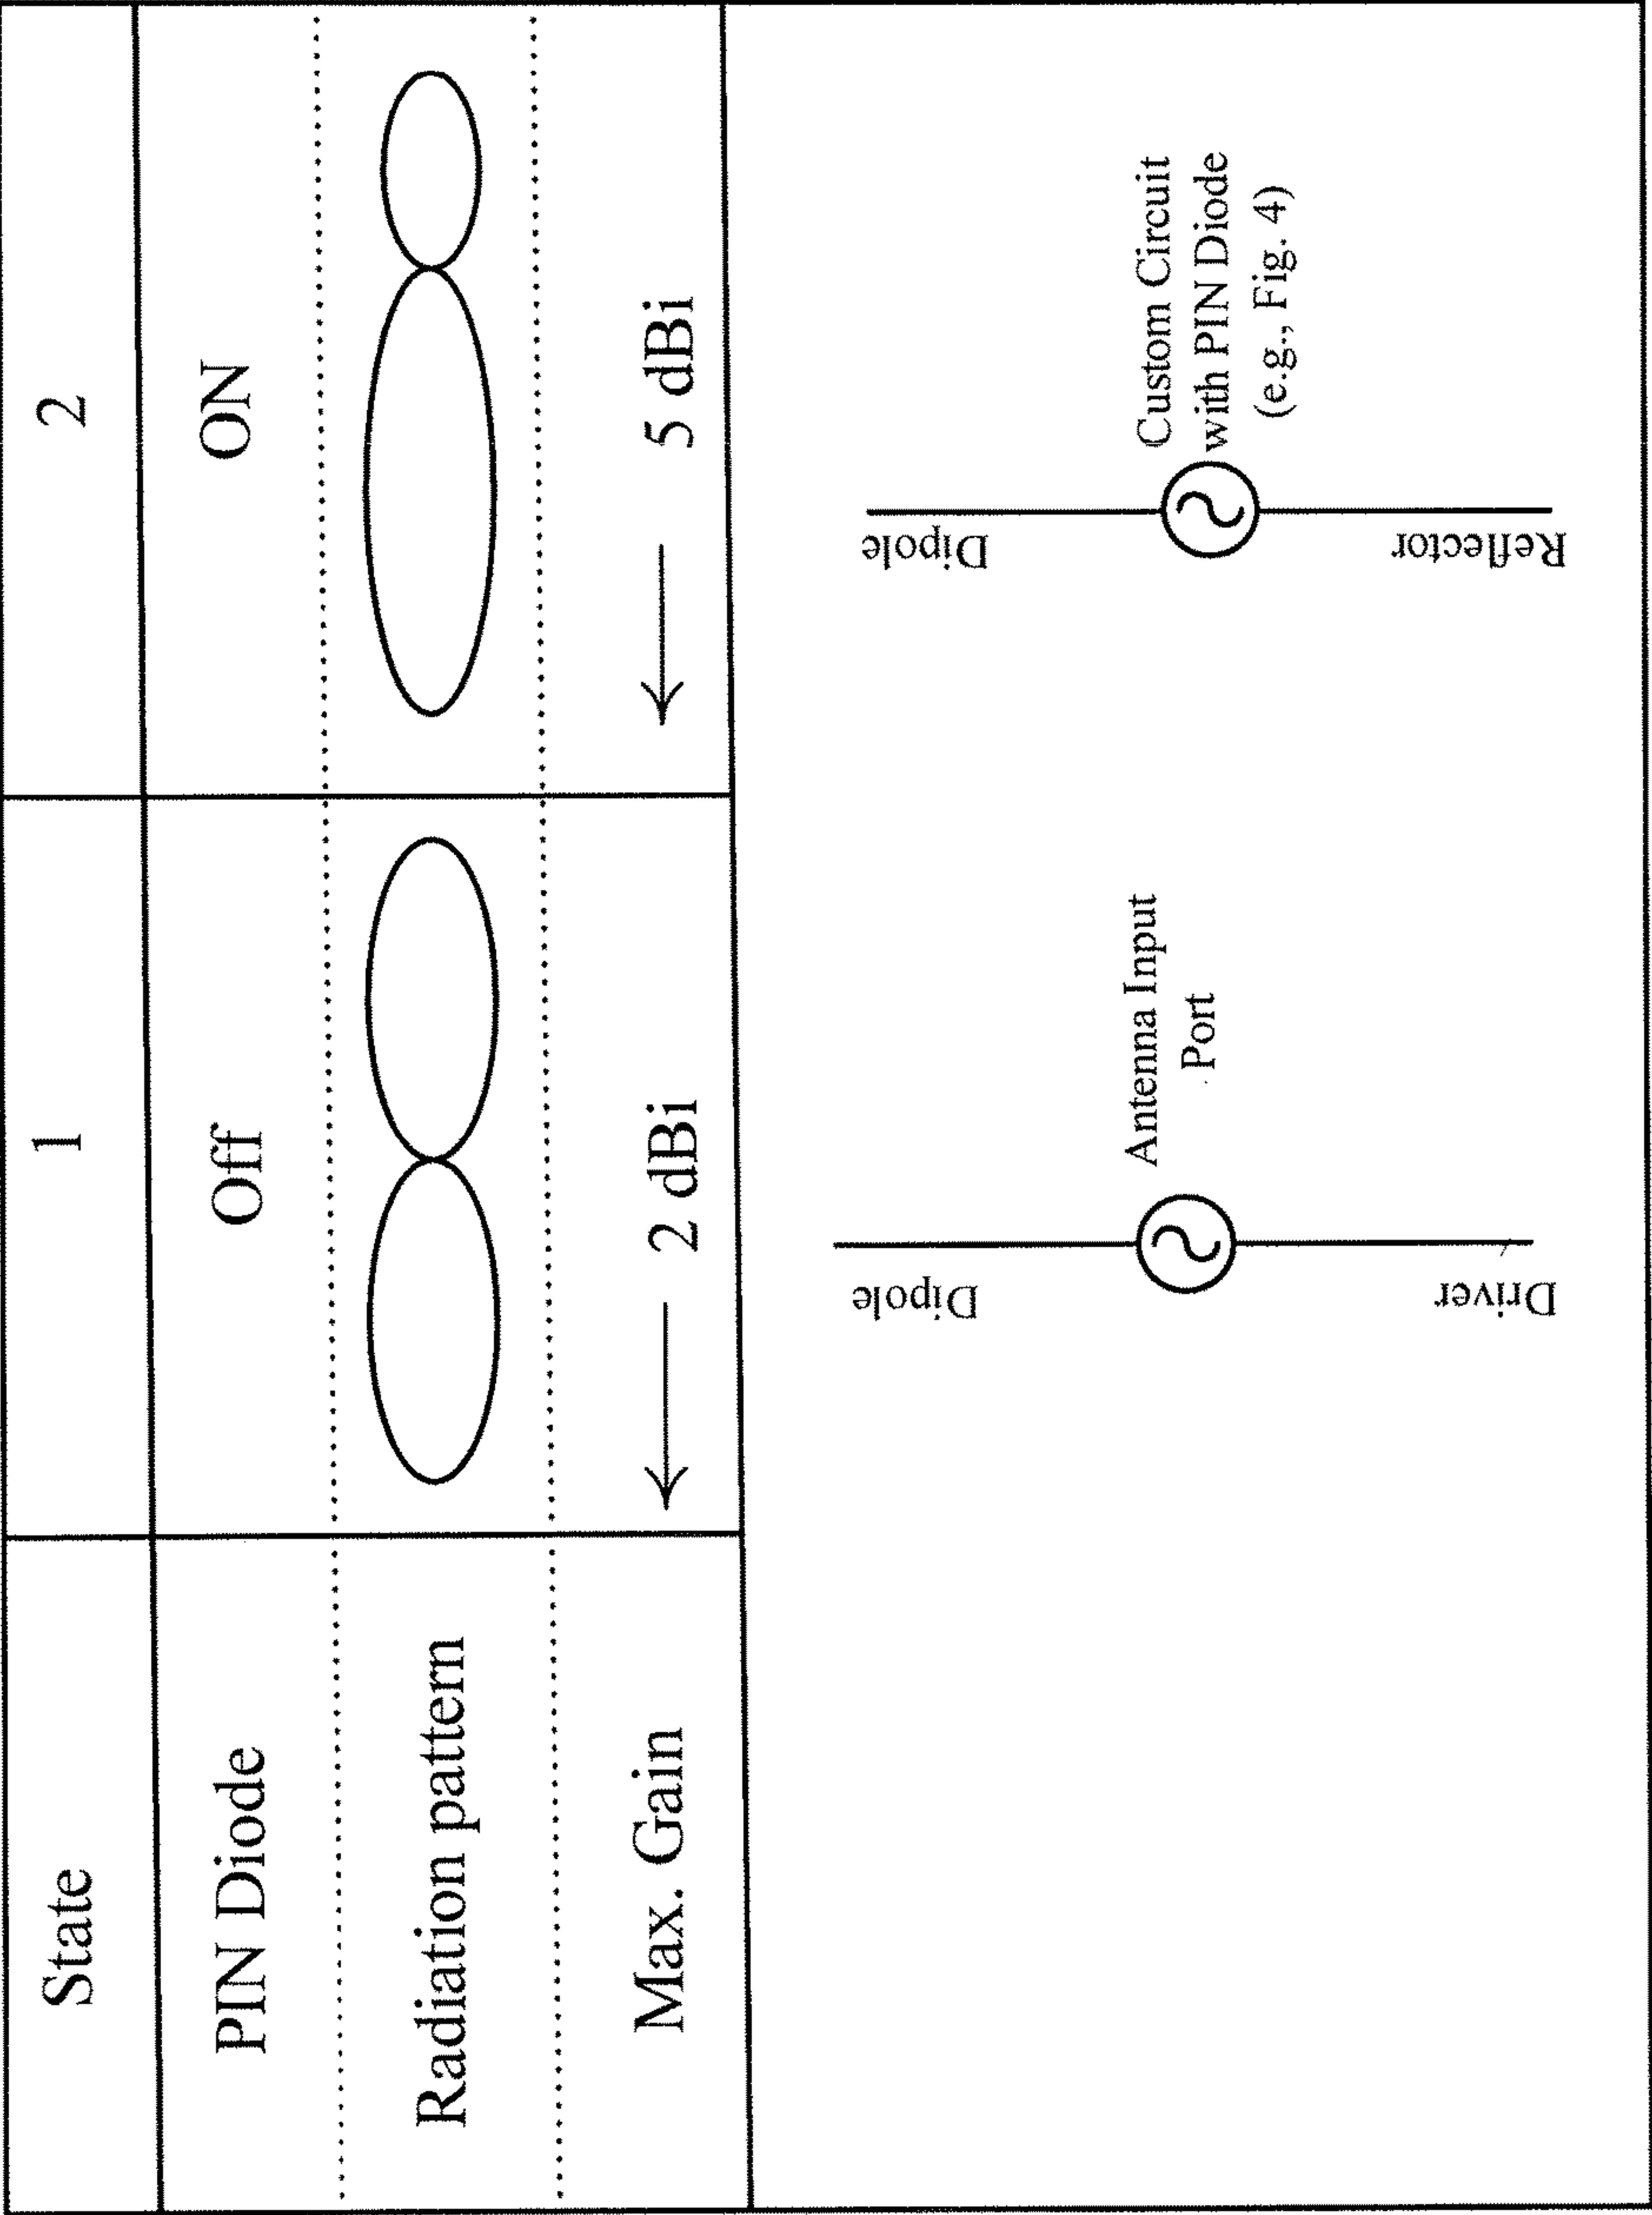 State 1 2
PIN Diode Off ON
Radiation pattern
Max. Gain 2 dBi 5 dBi
Dipole
Driver
Antenna Input
Port
Dipole
Reflector
Custom Circuit
with PIN Diode
(e.g., Fig. 4)